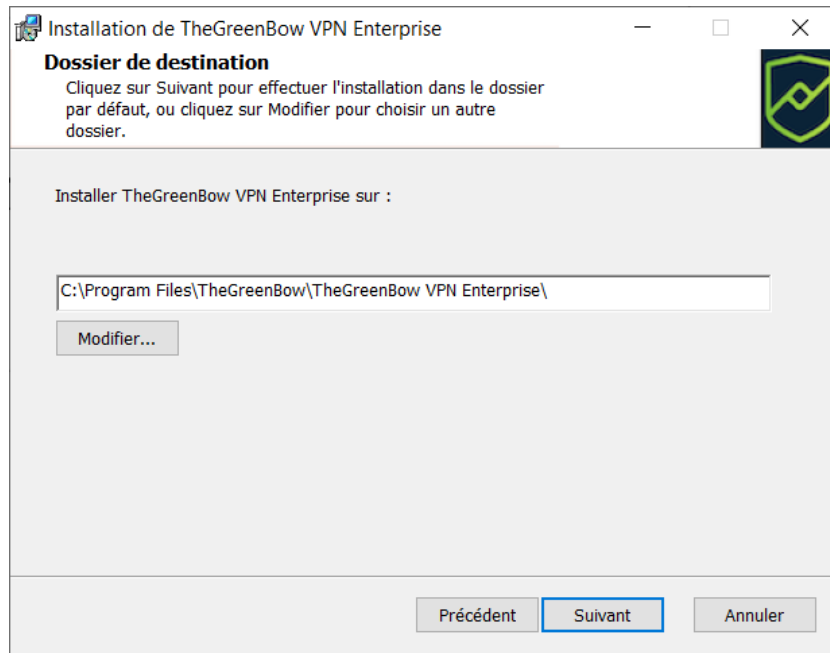 Installation de TheGreenBow VPN Enterprise
Dossier de destination
Cliquez sur Suivant pour effectuer l'installation dans le dossier
par défaut, ou cliquez sur Modifier pour choisir un autre
dossier.
Installer TheGreenBow VPN Enterprise sur :
C:\Program Files\TheGreenBow\TheGreenBow VPN Enterprise\
Modifier...
Précédent Suivant Annuler